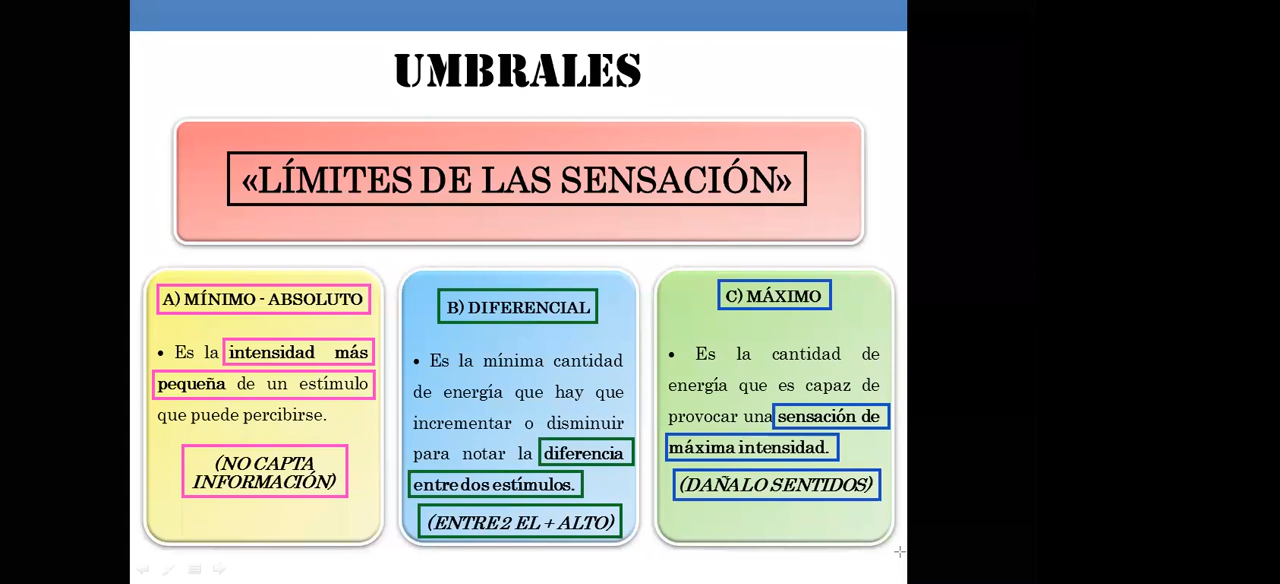 UMBRALES
«LÍMITES DE LAS SENSACIÓN»
A) MÍNIMO - ABSOLUTO
• Es la intensidad más
pequeña de un estímulo
que puede percibirse.
(NO CAPTA
INFORMACIÓN)
B) DIFERENCIAL
• Es la mínima cantidad
de energía que hay que
incrementar o disminuir
para notar la diferencia
entre dos estímulos.
(ENTRE 2 EL + ALTO)
C) MÁXIMO
• Es la cantidad de
energía que es capaz de
provocar una sensación de
máxima intensidad.
(DAÑA LO SENTIDOS)